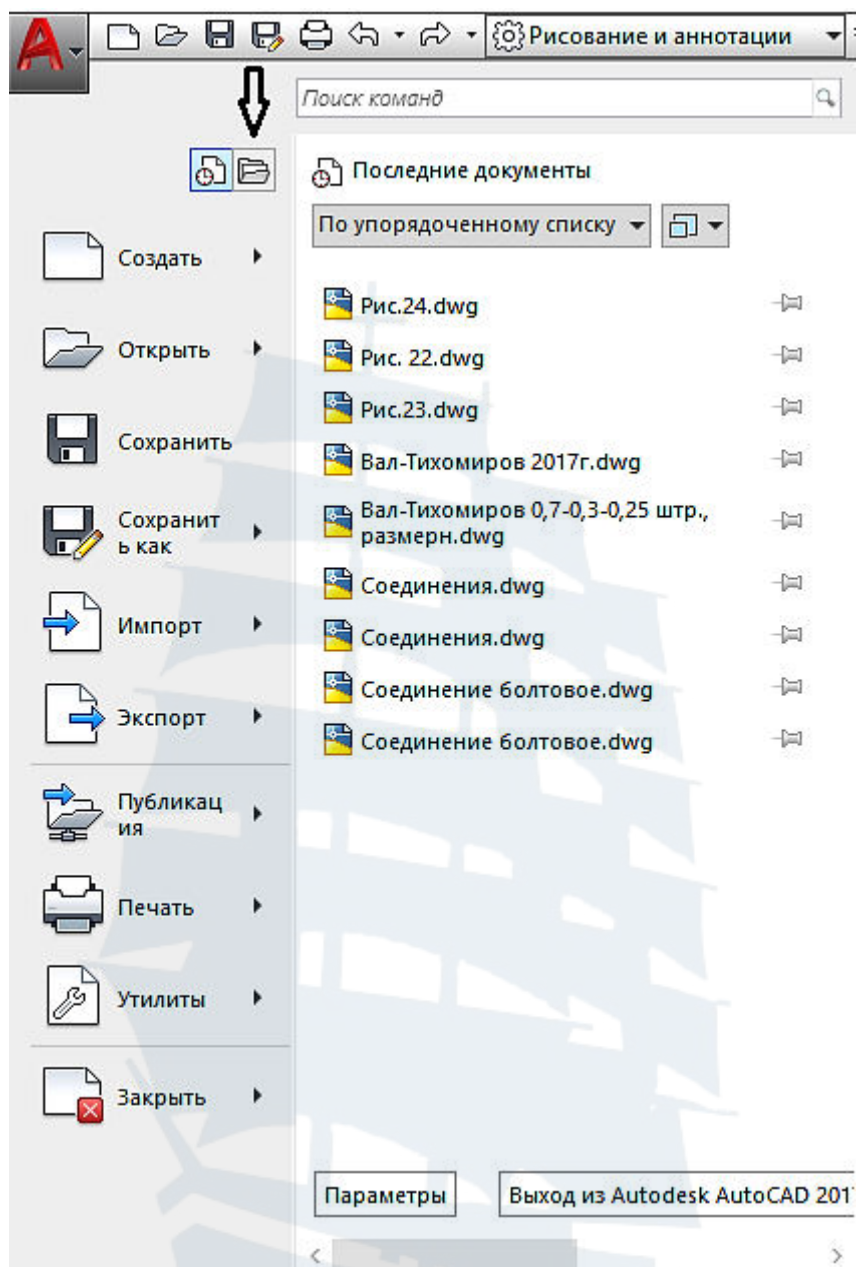 Рисование и аннотации
Поиск команд
Последние документы
По упорядоченному списку
Создать
Открыть
Сохранить
Сохранит
ь как
Импорт
Экспорт
Публикац
ия
Печать
Утилиты
Закрыть
Рис.24.dwg
Рис. 22.dwg
Рис.23.dwg
Вал-Тихомиров 2017г.dwg
Вал-Тихомиров 0,7-0,3-0,25 штр.,
размерн.dwg
Соединения.dwg
Соединения.dwg
Соединение болтовое.dwg
Соединение болтовое.dwg
Параметры
Выход из Autodesk AutoCAD 201